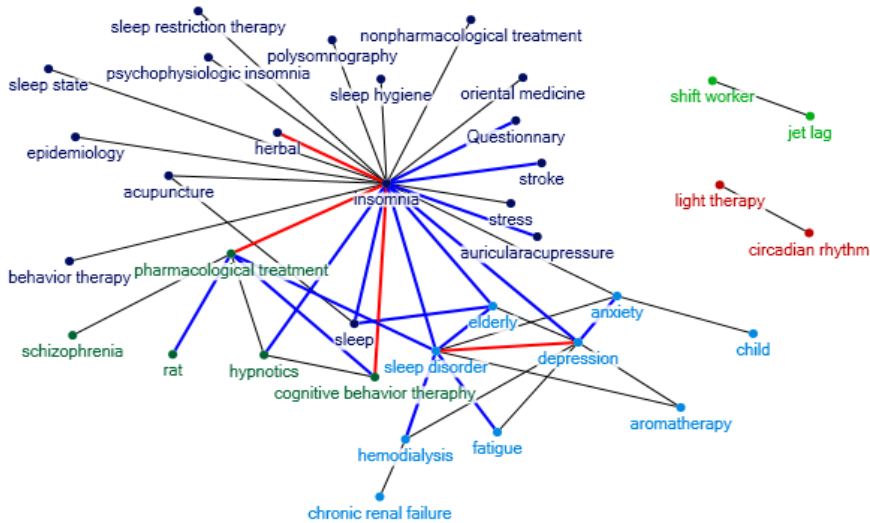 sleep restriction therapy
nonpharmacological treatment
polysomnography
psychophysiologic insomnia
sleep state
sleep hygiene
oriental medicine
shift worker
jet lag
Questionnary
herbal
epidemiology
stroke
acupuncture
insomnia
light therapy
stress
auricularacupressure
circadian rhythm
behavior therapy
pharmacological treatment
anxiety
elderly
sleep
child
schizophrenia
rat
hypnotics
sleep disorder
depression
cognitive behavior theraphy
aromatherapy
hemodialysis
fatigue
chronic renal failure